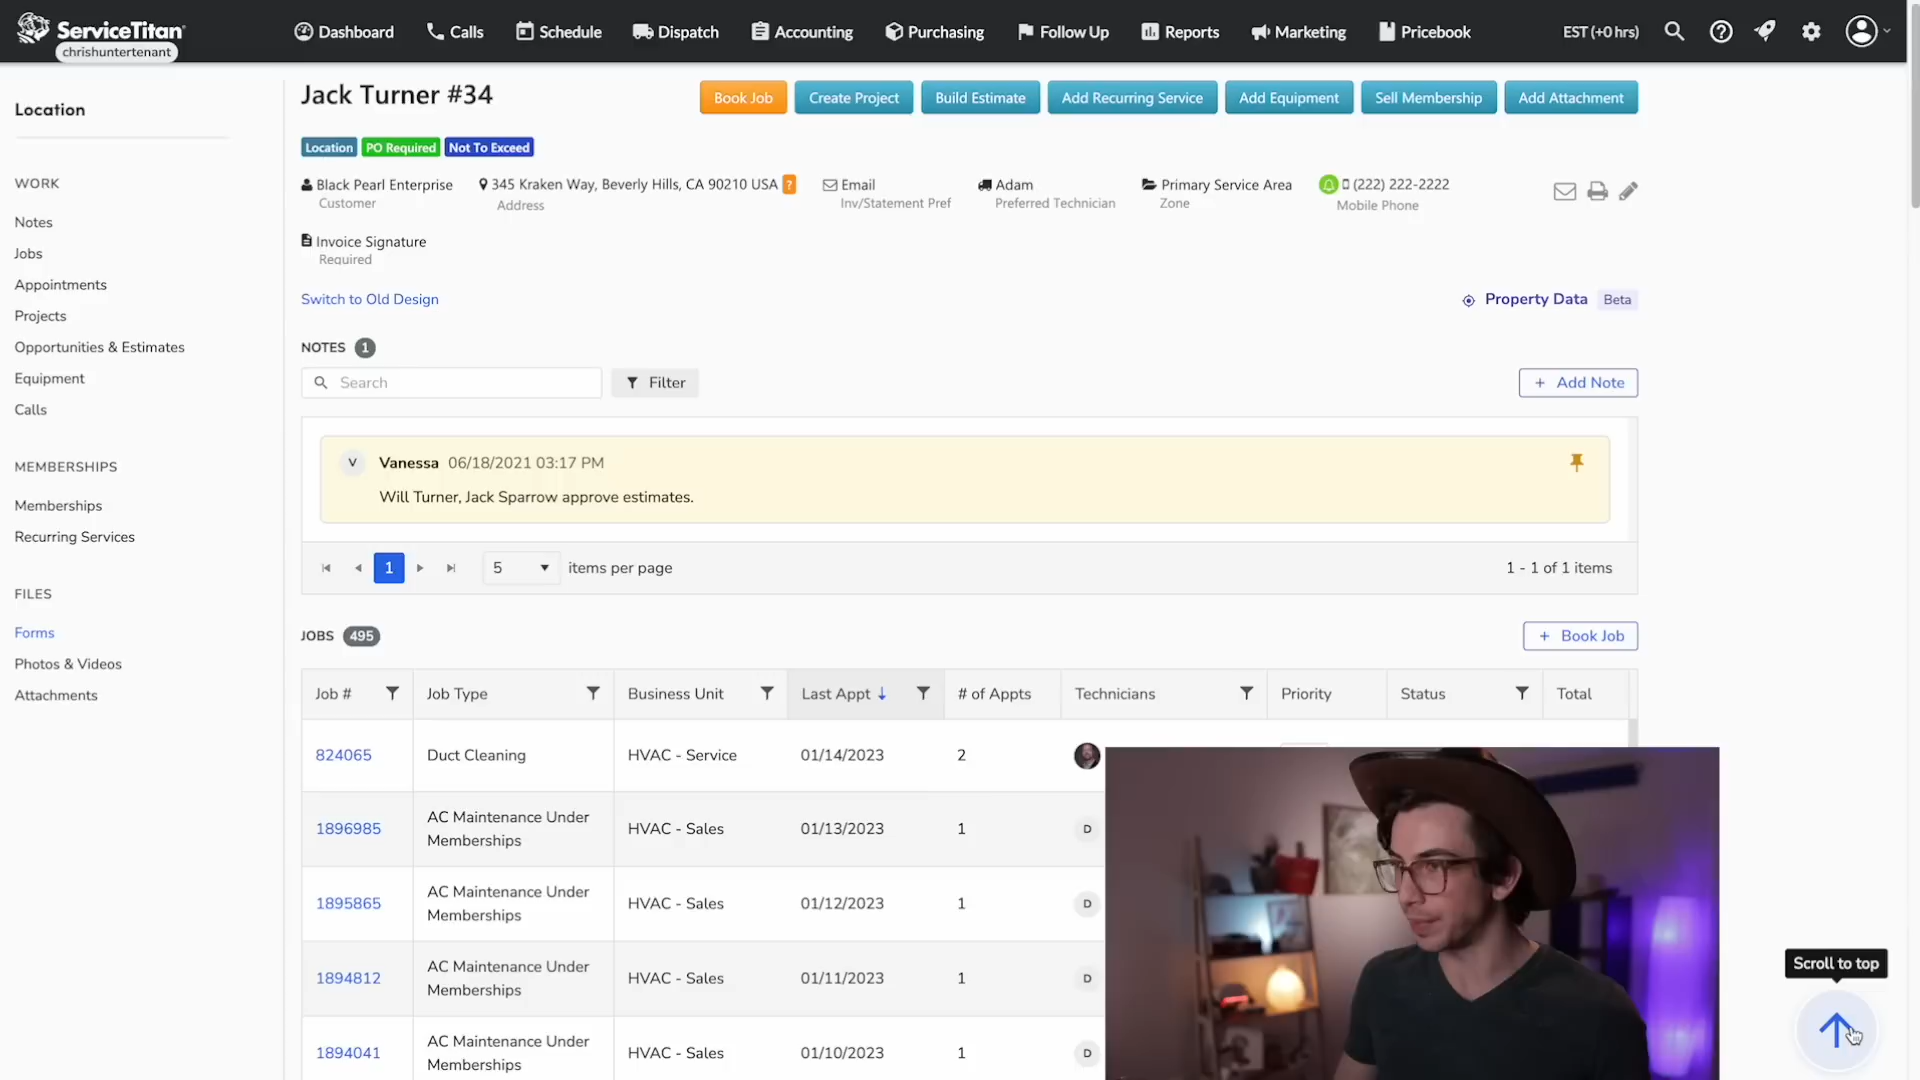 ServiceTitan
chrishuntertenant
Dashboard Calls Schedule Dispatch Accounting Purchasing Follow Up Reports Marketing Pricebook EST (+0 hrs)
Location
WORK
Notes
Jobs
Appointments
Projects
Opportunities & Estimates
Equipment
Calls
MEMBERSHIPS
Memberships
Recurring Services
FILES
Forms
Photos & Videos
Attachments
Jack Turner #34
Book Job Create Project Build Estimate Add Recurring Service Add Equipment Sell Membership Add Attachment
Location PO Required Not To Exceed
Black Pearl Enterprise 345 Kraken Way, Beverly Hills, CA 90210 USA ? Email Adam Primary Service Area (222) 222-2222
Customer Address Inv/Statement Pref Preferred Technician Zone Mobile Phone
Invoice Signature
Required
Switch to Old Design Property Data Beta
NOTES 1
Search Filter + Add Note
V Vanessa 06/18/2021 03:17 PM
Will Turner, Jack Sparrow approve estimates.
1 5 items per page 1 - 1 of 1 items
JOBS 495 + Book Job
Job # Job Type Business Unit Last Appt ↓ # of Appts Technicians Priority Status Total
824065 Duct Cleaning HVAC - Service 01/14/2023 2
1896985 AC Maintenance Under Memberships HVAC - Sales 01/13/2023 1 D
1895865 AC Maintenance Under Memberships HVAC - Sales 01/12/2023 1 D
1894812 AC Maintenance Under Memberships HVAC - Sales 01/11/2023 1 D
1894041 AC Maintenance Under Memberships HVAC - Sales 01/10/2023 1 D
Scroll to top